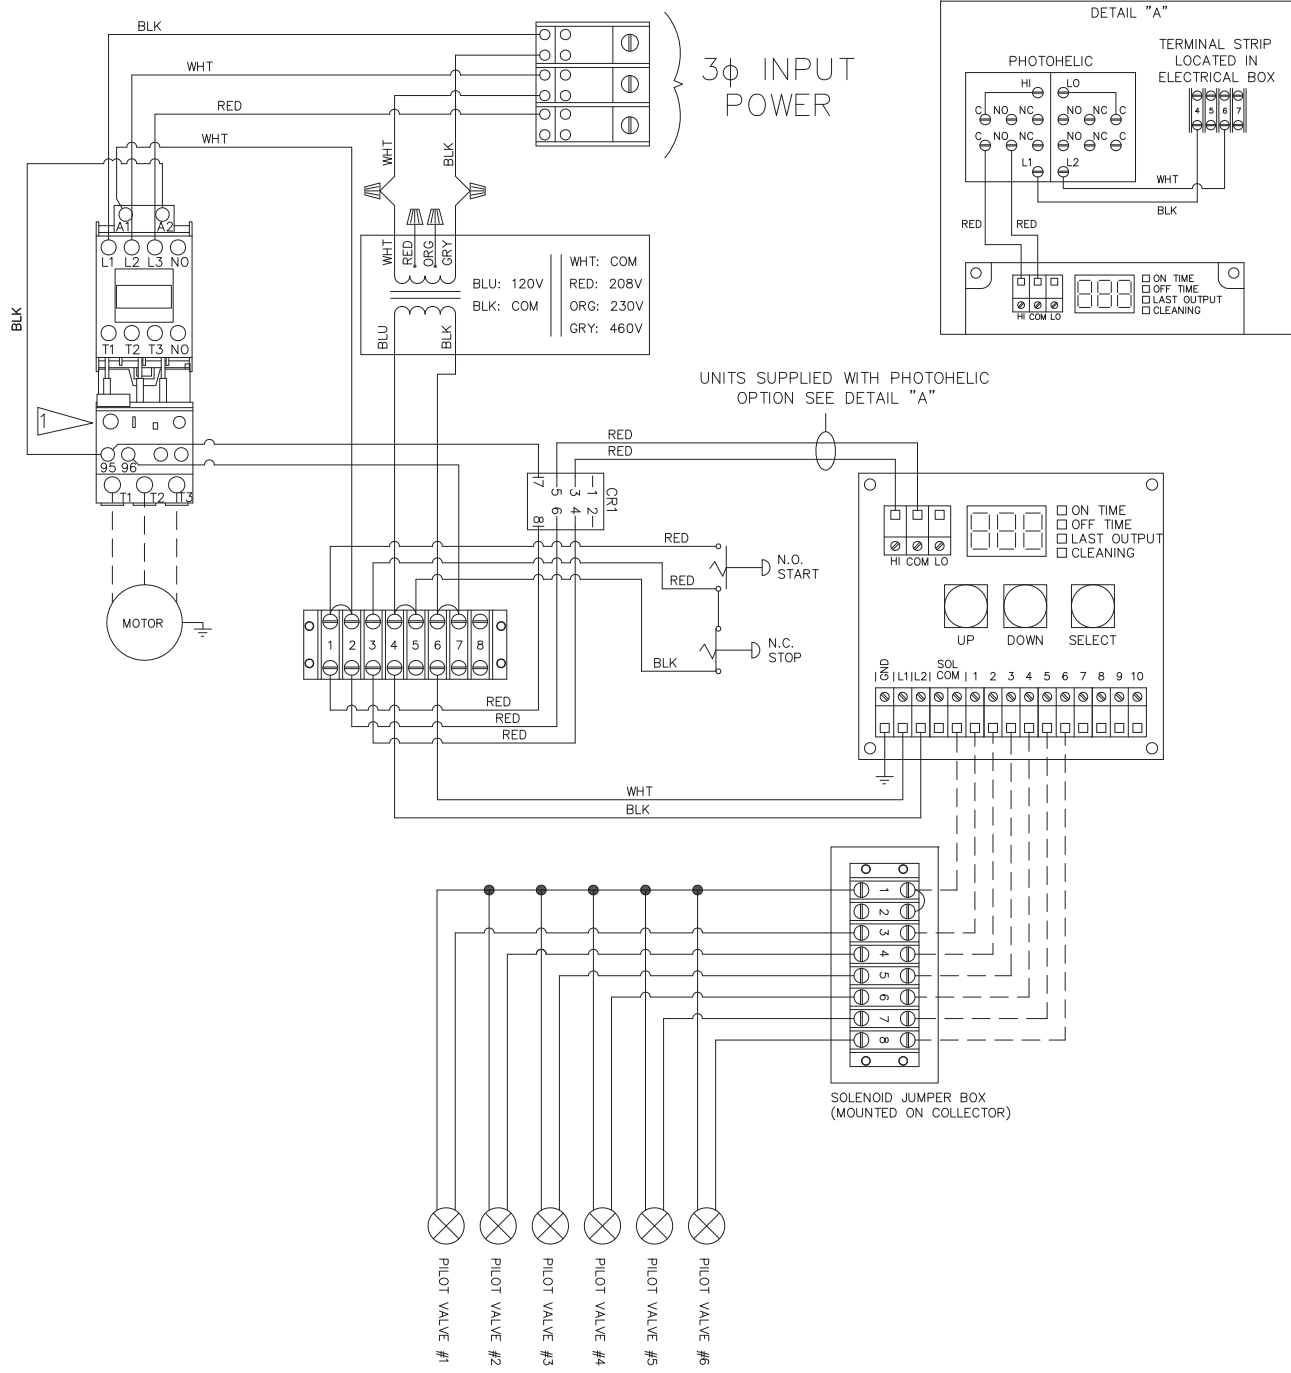 BLK
WHT
RED
WHT
3ϕ INPUT
POWER
DETAIL "A"
PHOTOHELIC
TERMINAL STRIP
LOCATED IN
ELECTRICAL BOX
HI LO
C NO NC NO NC C
C NO NC NO NC C
L1 L2
4 5 6 7
WHT
BLK
RED RED
ON TIME
OFF TIME
LAST OUTPUT
CLEANING
HI COM LO
WHT BLK
A1 A2
L1 L2 L3 NO
BLK
T1 T2 T3 NO
WHT RED ORG GRY
BLU: 120V
BLK: COM
WHT: COM
RED: 208V
ORG: 230V
GRY: 460V
BLU BLK
1
95 96
T1 T2 T3
MOTOR
UNITS SUPPLIED WITH PHOTOHELIC
OPTION SEE DETAIL "A"
RED
RED
7 5 3 1
8 6 4 2
CR1
RED
N.O.
START
RED
N.C.
STOP
BLK
1 2 3 4 5 6 7 8
RED
RED
RED
WHT
BLK
ON TIME
OFF TIME
LAST OUTPUT
CLEANING
HI COM LO
UP DOWN SELECT
GND L1 L2 SOL COM 1 2 3 4 5 6 7 8 9 10
1
2
3
4
5
6
7
8
SOLENOID JUMPER BOX
(MOUNTED ON COLLECTOR)
PILOT VALVE #1
PILOT VALVE #2
PILOT VALVE #3
PILOT VALVE #4
PILOT VALVE #5
PILOT VALVE #6